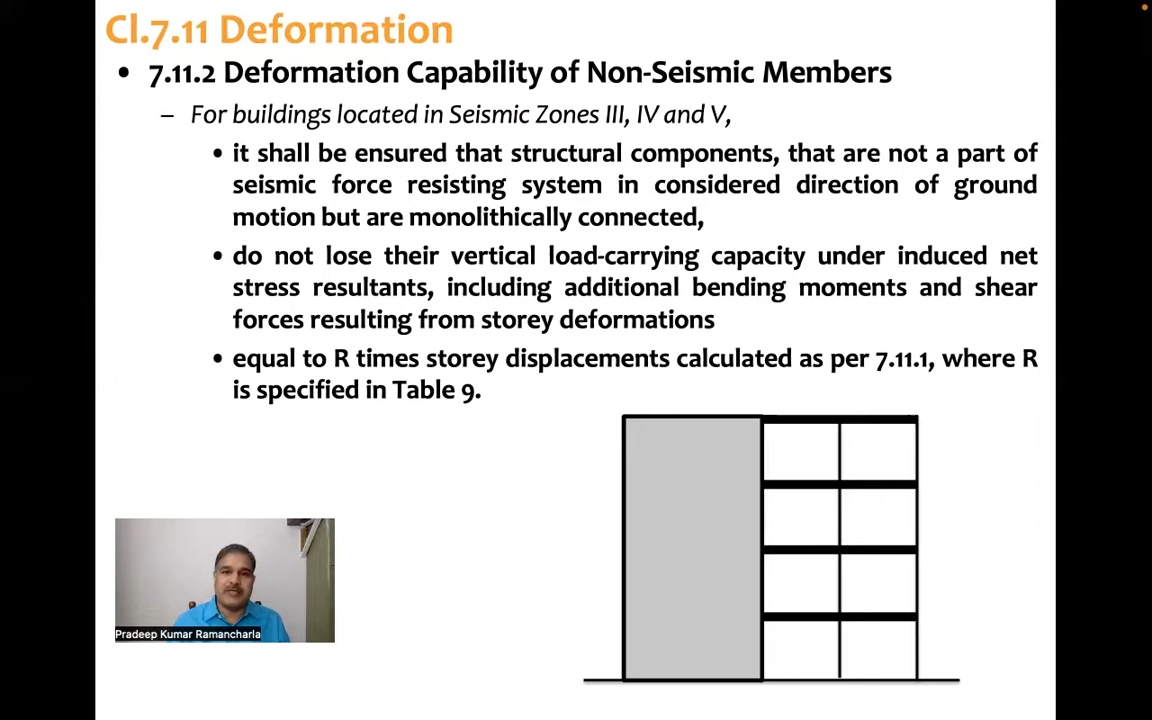 Cl.7.11 Deformation
• 7.11.2 Deformation Capability of Non-Seismic Members
– For buildings located in Seismic Zones III, IV and V,
• it shall be ensured that structural components, that are not a part of
seismic force resisting system in considered direction of ground
motion but are monolithically connected,
• do not lose their vertical load-carrying capacity under induced net
stress resultants, including additional bending moments and shear
forces resulting from storey deformations
• equal to R times storey displacements calculated as per 7.11.1, where R
is specified in Table 9.
Pradeep Kumar Ramancharla